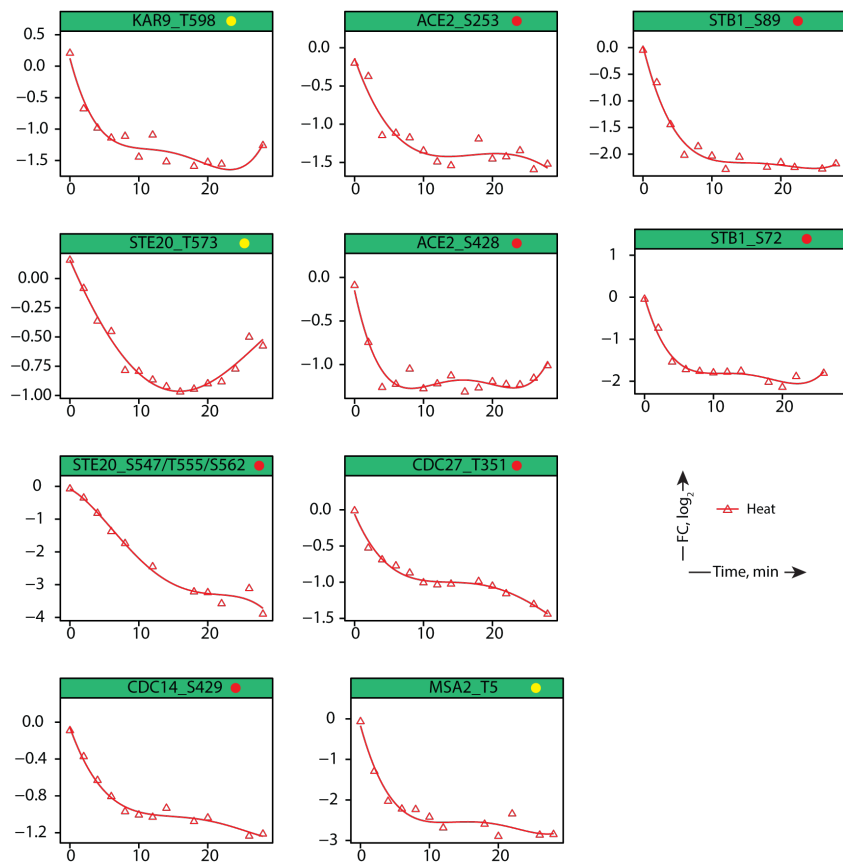 KAR9_T598
0.5
0.0
−0.5
−1.0
−1.5
0 10 20
ACE2_S253
0.0
−0.5
−1.0
−1.5
0 10 20
STB1_S89
0.0
−0.5
−1.0
−1.5
−2.0
0 10 20
STE20_T573
0.00
−0.25
−0.50
−0.75
−1.00
0 10 20
ACE2_S428
0.0
−0.5
−1.0
0 10 20
STB1_S72
1
0
−1
−2
0 10 20
STE20_S547/T555/S562
0
−1
−2
−3
−4
0 10 20
CDC27_T351
0.0
−0.5
−1.0
−1.5
0 10 20
FC, log2
Heat
Time, min
CDC14_S429
0.0
−0.4
−0.8
−1.2
0 10 20
MSA2_T5
0
−1
−2
−3
0 10 20